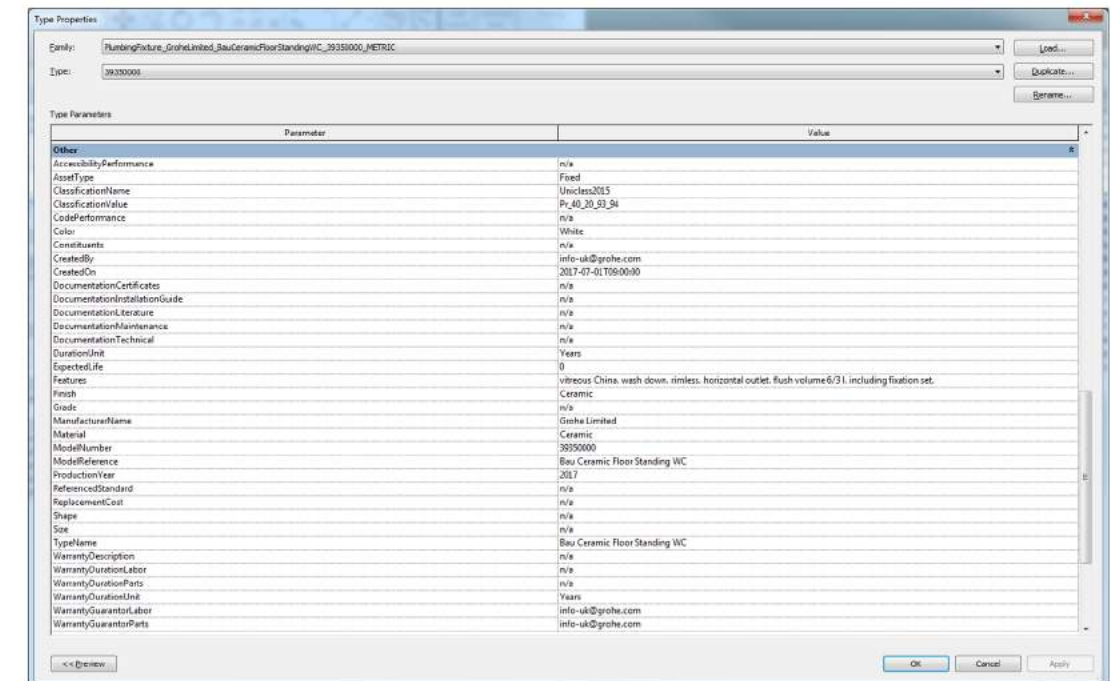 Type Properties
Family: PlumbingFixture_GroheLimited_BauCeramicFloorStandingWC_39350000_METRIC Load...
Type: 39350000 Duplicate...
Rename...
Type Parameters
Parameter Value
Other
AccessibilityPerformance n/a
AssetType Fixed
ClassificationName Uniclass2015
ClassificationValue Pr_40_20_93_94
CodePerformance n/a
Color White
Constituents n/a
CreatedBy info-uk@grohe.com
CreatedOn 2017-07-01T09:00:00
DocumentationCertificates n/a
DocumentationInstallationGuide n/a
DocumentationLiterature n/a
DocumentationMaintenance n/a
DocumentationTechnical n/a
DurationUnit Years
ExpectedLife 0
Features vitreous China, wash down, rimless, horizontal outlet, flush volume 6/3 l, including fixation set,
Finish Ceramic
Grade n/a
ManufacturerName Grohe Limited
Material Ceramic
ModelNumber 39350000
ModelReference Bau Ceramic Floor Standing WC
ProductionYear 2017
ReferencedStandard n/a
ReplacementCost n/a
Shape n/a
Size n/a
TypeName Bau Ceramic Floor Standing WC
WarrantyDescription n/a
WarrantyDurationLabor n/a
WarrantyDurationParts n/a
WarrantyDurationUnit Years
WarrantyGuarantorLabor info-uk@grohe.com
WarrantyGuarantorParts info-uk@grohe.com
<< Preview OK Cancel Apply